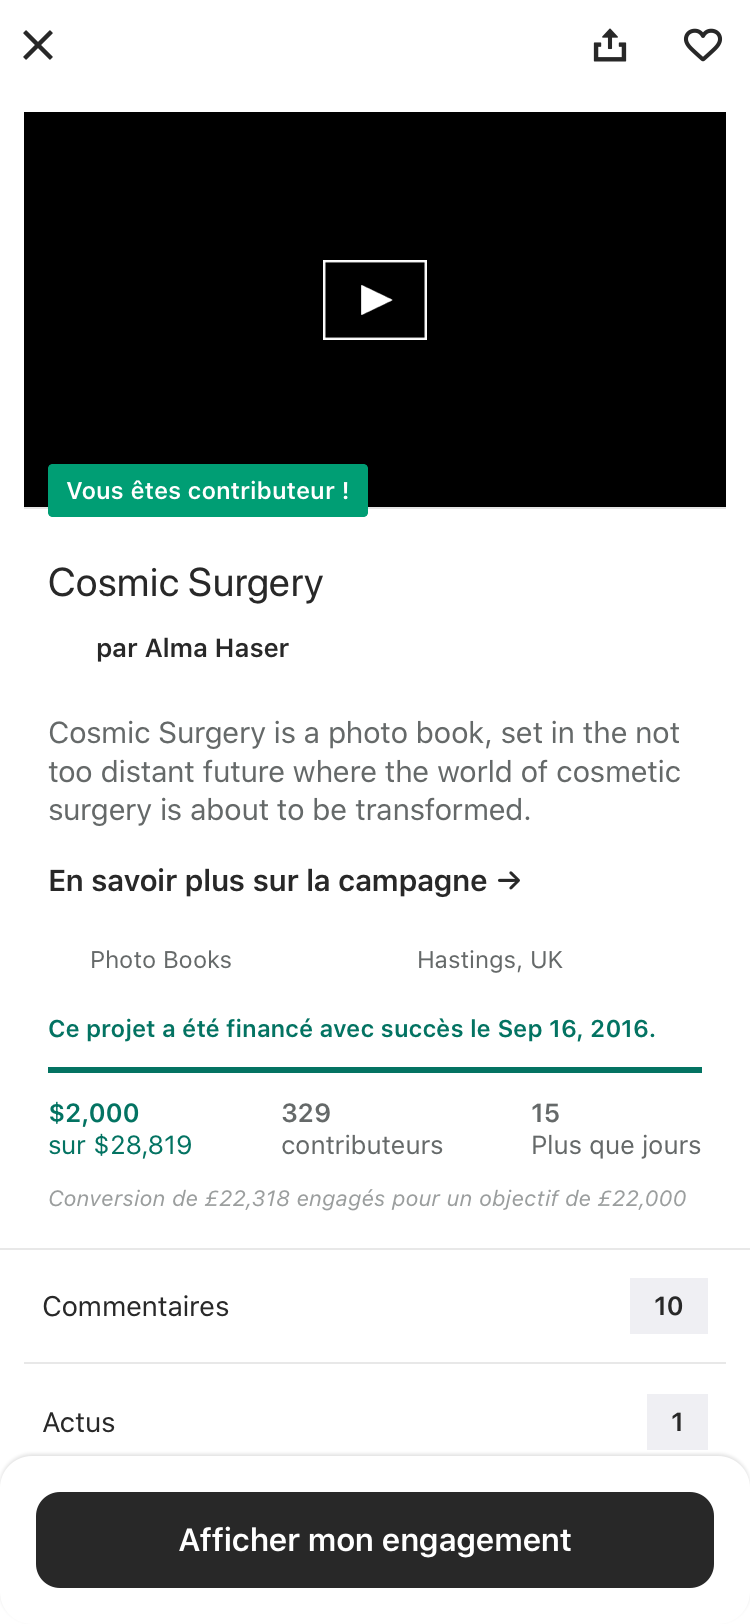 Vous êtes contributeur !
Cosmic Surgery
par Alma Haser
Cosmic Surgery is a photo book, set in the not
too distant future where the world of cosmetic
surgery is about to be transformed.
En savoir plus sur la campagne →
Photo Books
Hastings, UK
Ce projet a été financé avec succès le Sep 16, 2016.
$2,000
sur $28,819
329
contributeurs
15
Plus que jours
Conversion de £22,318 engagés pour un objectif de £22,000
Commentaires
10
Actus
1
Afficher mon engagement